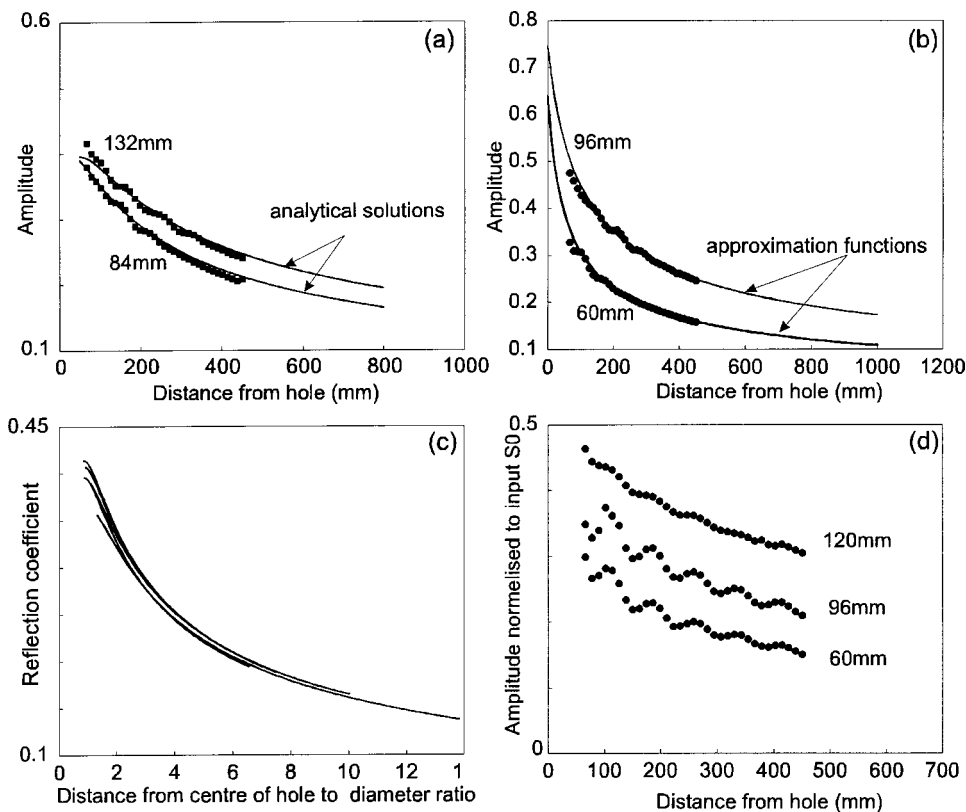 0.6
(a)
132mm
analytical solutions
84mm
Amplitude
0.1
0 200 400 600 800 1000
Distance from hole (mm)
0.8
(b)
0.7
0.6
96mm
0.5
Amplitude
0.4
approximation functions
0.3
60mm
0.2
0.1
0 200 400 600 800 1000 1200
Distance from hole (mm)
0.45
(c)
Reflection coefficient
0.1
0 2 4 6 8 10 12 1
Distance from centre of hole to diameter ratio
0.5
(d)
Amplitude normelised to input S0
120mm
96mm
60mm
0
0 100 200 300 400 500 600 700
Distance from hole (mm)